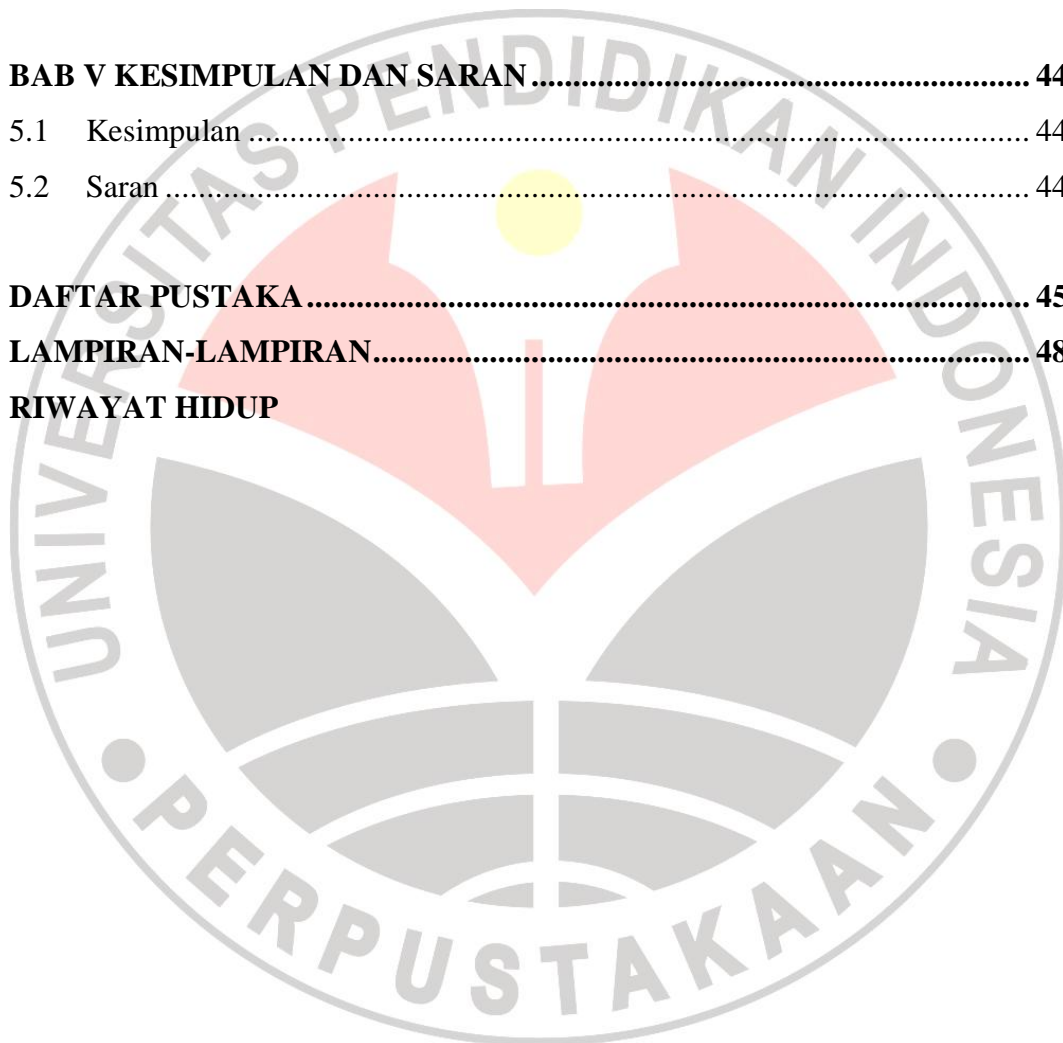 BAB V KESIMPULAN DAN SARAN ........................................................ 44
5.1 Kesimpulan ........................................................ 44
5.2 Saran ........................................................ 44
DAFTAR PUSTAKA ........................................................ 45
LAMPIRAN-LAMPIRAN ........................................................ 48
RIWAYAT HIDUP
UNIVERSITAS PENDIDIKAN INDONESIA
PERPUSTAKAAN